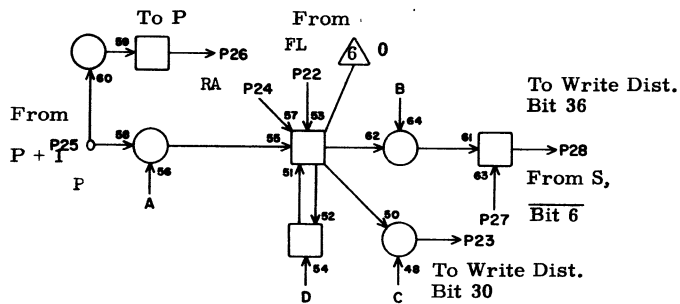 To P
From
FL
6
0
59
60
P26
RA
P24
P22
B
To Write Dist.
Bit 36
From
P + 1
P25
58
57
53
55
62
64
61
P28
P
56
A
51
52
63
From S,
Bit 6
P27
50
P23
54
48
To Write Dist.
Bit 30
D
C